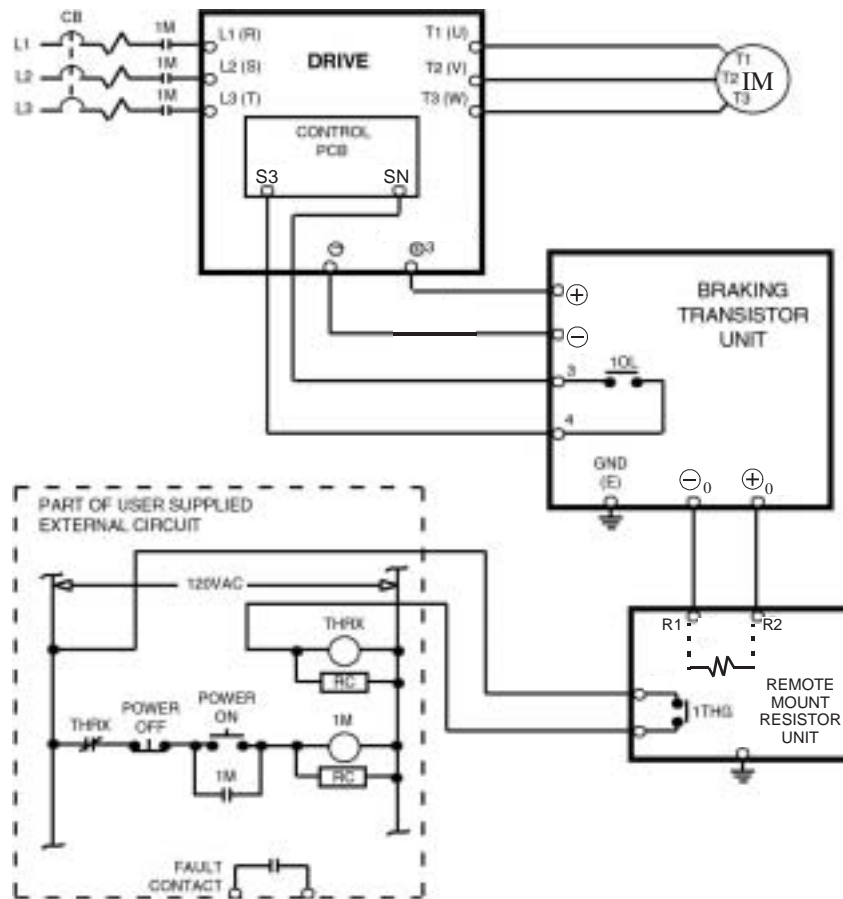 CB
1M
L1
L1 (R)
T1 (U)
DRIVE
1M
L2
L2 (S)
T2 (V)
1M
L3
L3 (T)
T3 (W)
T1
T2 IM
T3
CONTROL
PCB
S3
SN
⊖
⊕3
⊕
⊖
BRAKING
TRANSISTOR
UNIT
3
1OL
4
GND
(E)
⊖0
⊕0
PART OF USER SUPPLIED
EXTERNAL CIRCUIT
120VAC
THRX
RC
THRX
POWER
OFF
POWER
ON
1M
RC
1M
FAULT
CONTACT
R1
R2
1THG
REMOTE
MOUNT
RESISTOR
UNIT